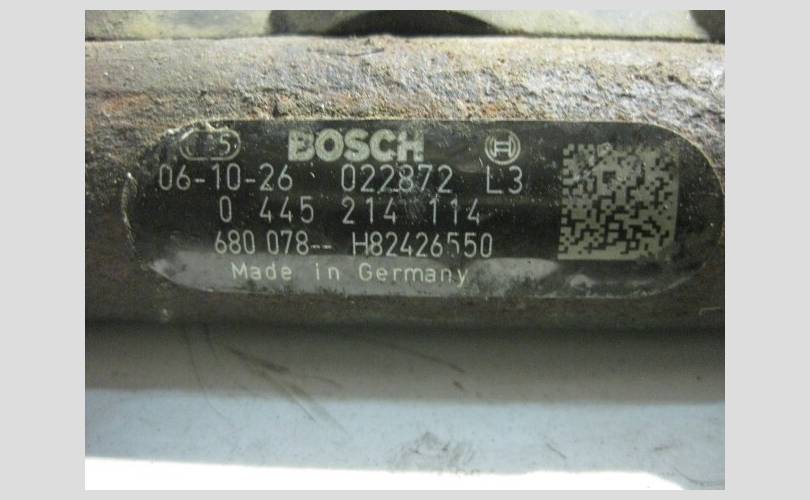 BOSCH
06-10-26 022872 L3
0 445 214 114
680 078-- H82426550
Made in Germany